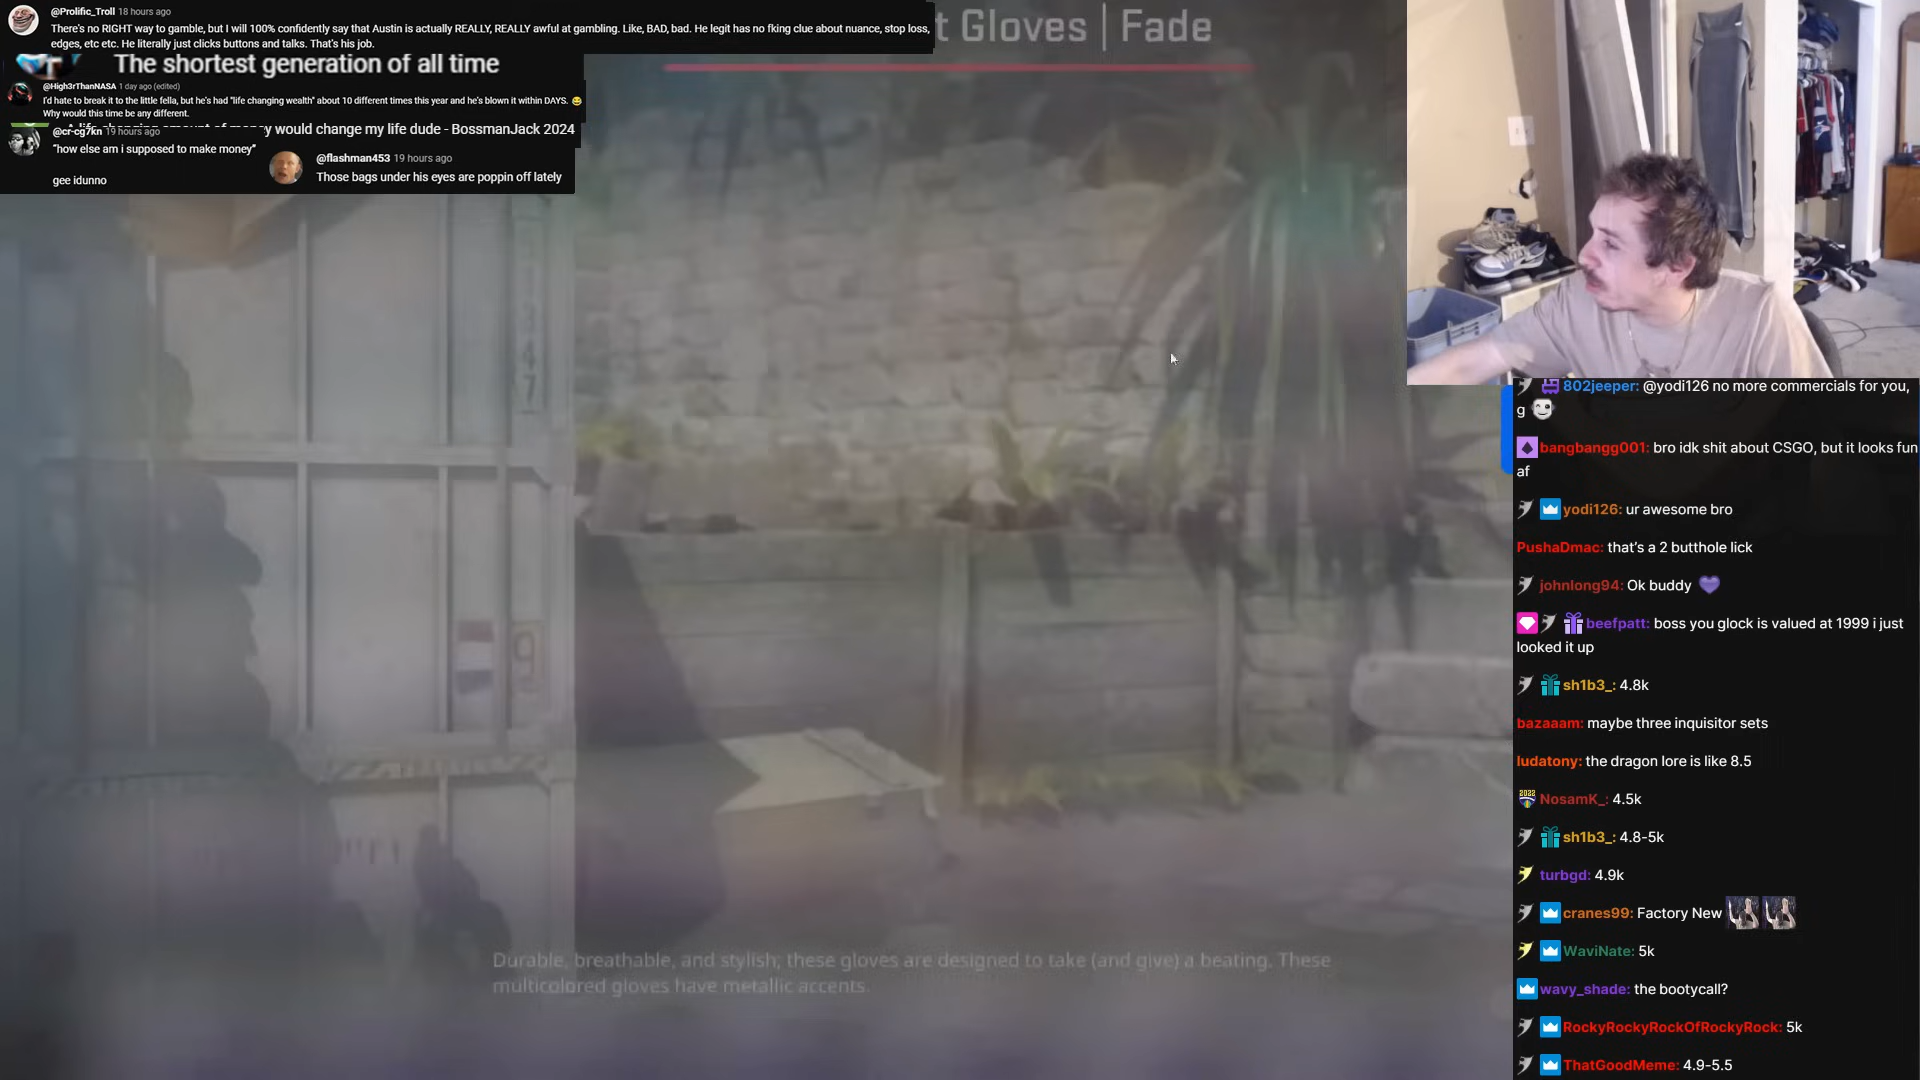 @Prolific_Troll 18 hours ago
There's no RIGHT way to gamble, but I will 100% confidently say that Austin is actually REALLY, REALLY awful at gambling. Like, BAD, bad. He legit has no fking clue about nuance, stop loss,
edges, etc etc. He literally just clicks buttons and talks. That's his job.
t Gloves | Fade
The shortest generation of all time
@High3rThanNASA 1 day ago (edited)
I'd hate to break it to the little fella, but he's had "life changing wealth" about 10 different times this year and he's blown it within DAYS. 😂
Why would this time be any different.
would change my life dude - BossmanJack 2024
@cr-cg7kn 19 hours ago
"how else am i supposed to make money"
gee idunno
@flashman453 19 hours ago
Those bags under his eyes are poppin off lately
3347
9
802jeeper: @yodi126 no more commercials for you,
g
bangbangg001: bro idk shit about CSGO, but it looks fun
af
yodi126: ur awesome bro
PushaDmac: that's a 2 butthole lick
johnlong94: Ok buddy 💜
beefpatt: boss you glock is valued at 1999 i just
looked it up
sh1b3_: 4.8k
bazaaam: maybe three inquisitor sets
ludatony: the dragon lore is like 8.5
2022 NosamK_: 4.5k
sh1b3_: 4.8-5k
turbgd: 4.9k
cranes99: Factory New
WaviNate: 5k
wavy_shade: the bootycall?
RockyRockyRockOfRockyRock: 5k
ThatGoodMeme: 4.9-5.5
Durable, breathable, and stylish; these gloves are designed to take (and give) a beating. These
multicolored gloves have metallic accents.